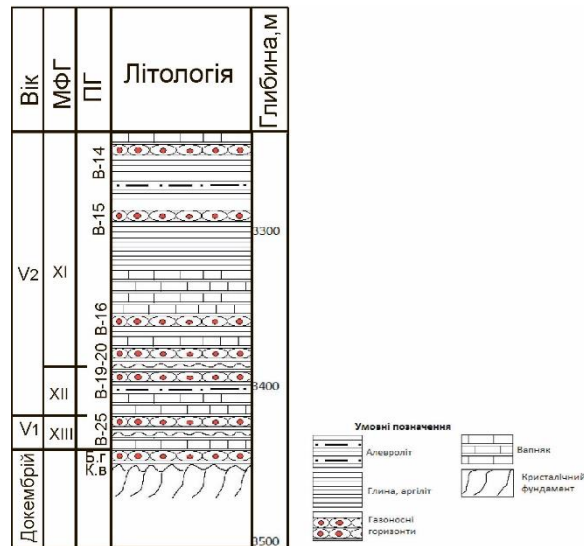 Вік
МФГ
ПГ
Літологія
Глибина,м
В-14
В-15
3300
V2
XI
В-16
В-19-20
XII
3400
V1
XIII
В-25
Докембрій
Б.г
К.в
3500
Умовні позначення
Алевроліт
Вапняк
Глина, аргіліт
Кристалічний
фундамент
Газоносні
горизонти